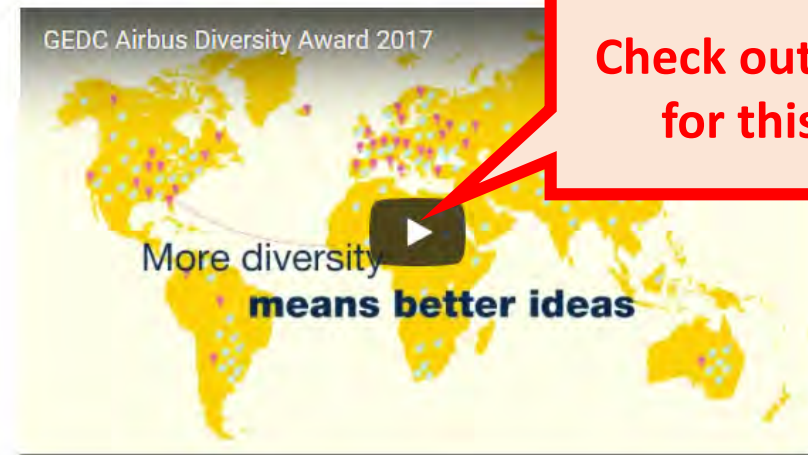 GEDC Airbus Diversity Award 2017
Check out
for this
More diversity
means better ideas